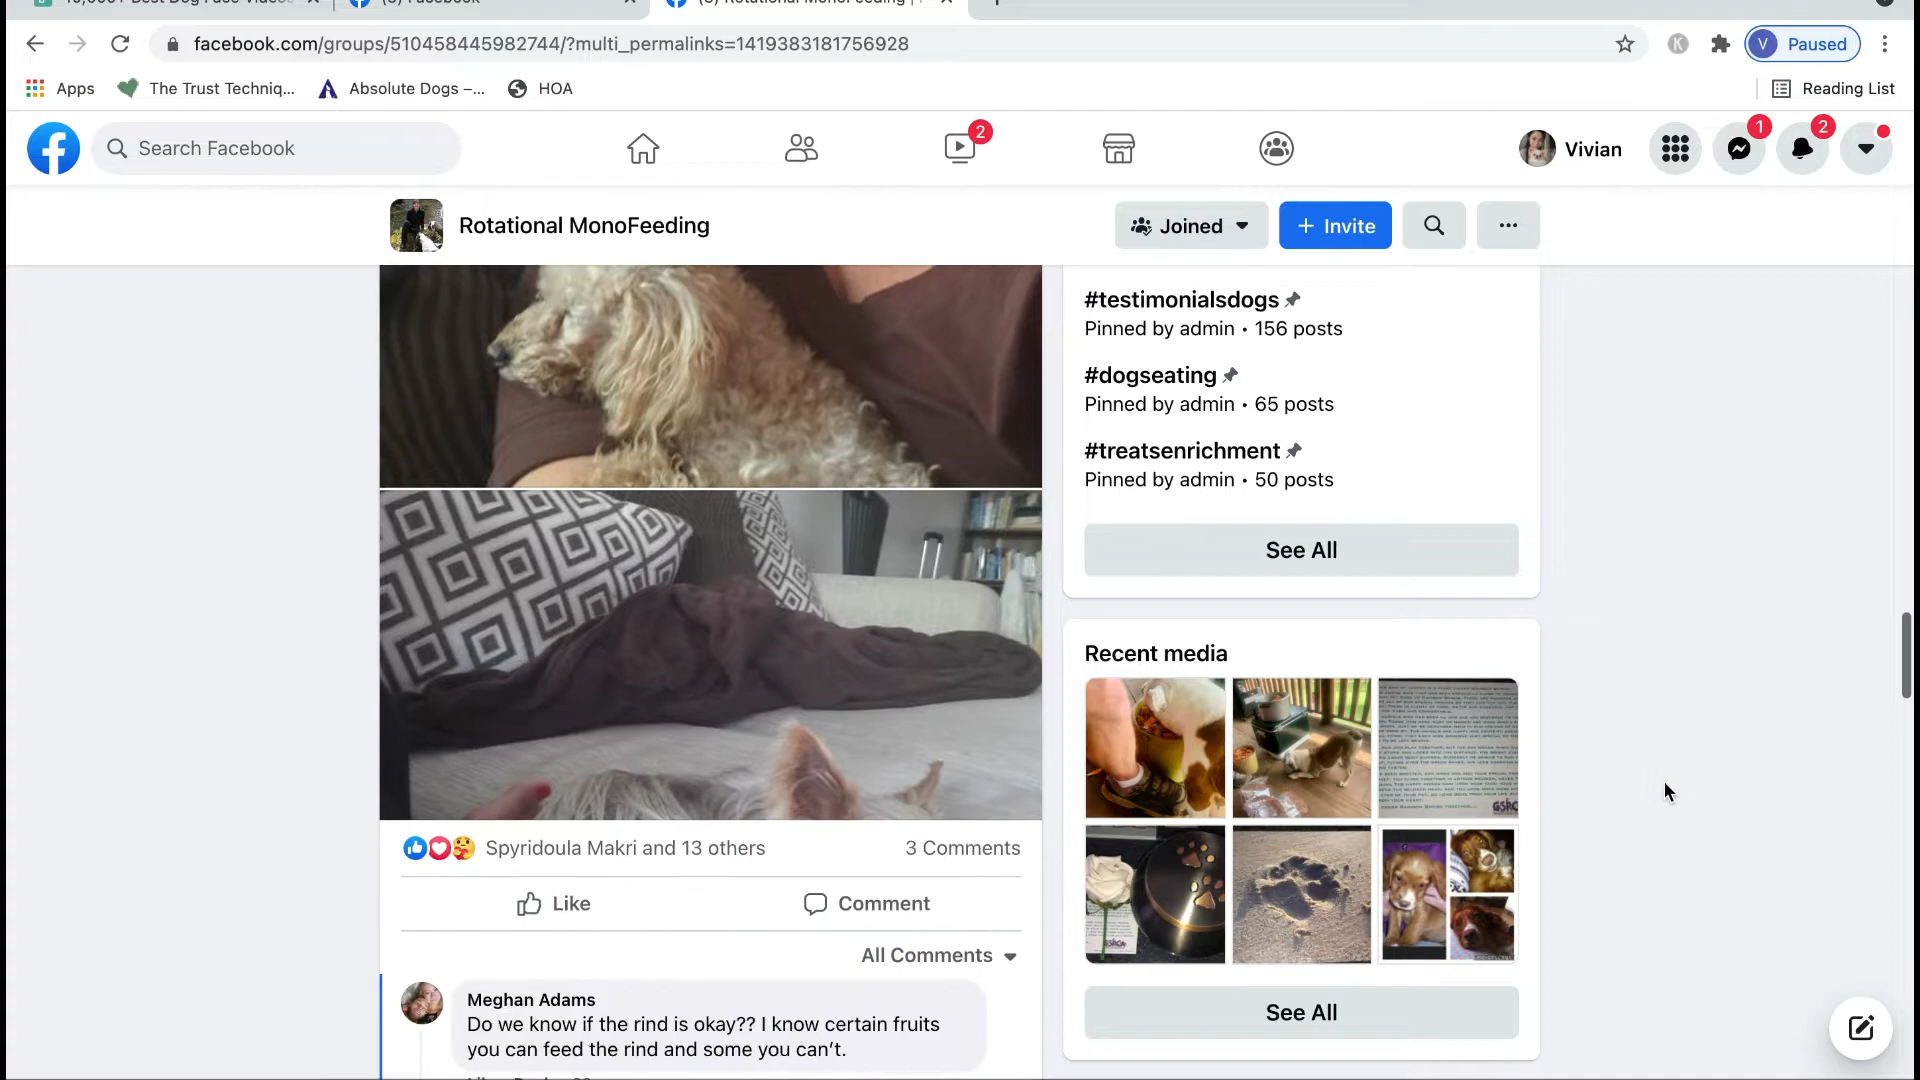 facebook.com/groups/510458445982744/?multi_permalinks=1419383181756928
K
V Paused
Apps
The Trust Techniq...
Absolute Dogs –...
HOA
Reading List
Search Facebook
2
Vivian
1
2
Rotational MonoFeeding
Joined
+ Invite
#testimonialsdogs
Pinned by admin • 156 posts
#dogseating
Pinned by admin • 65 posts
#treatsenrichment
Pinned by admin • 50 posts
See All
Recent media
GSRCA
See All
Spyridoula Makri and 13 others
3 Comments
Like
Comment
All Comments
Meghan Adams
Do we know if the rind is okay?? I know certain fruits
you can feed the rind and some you can't.